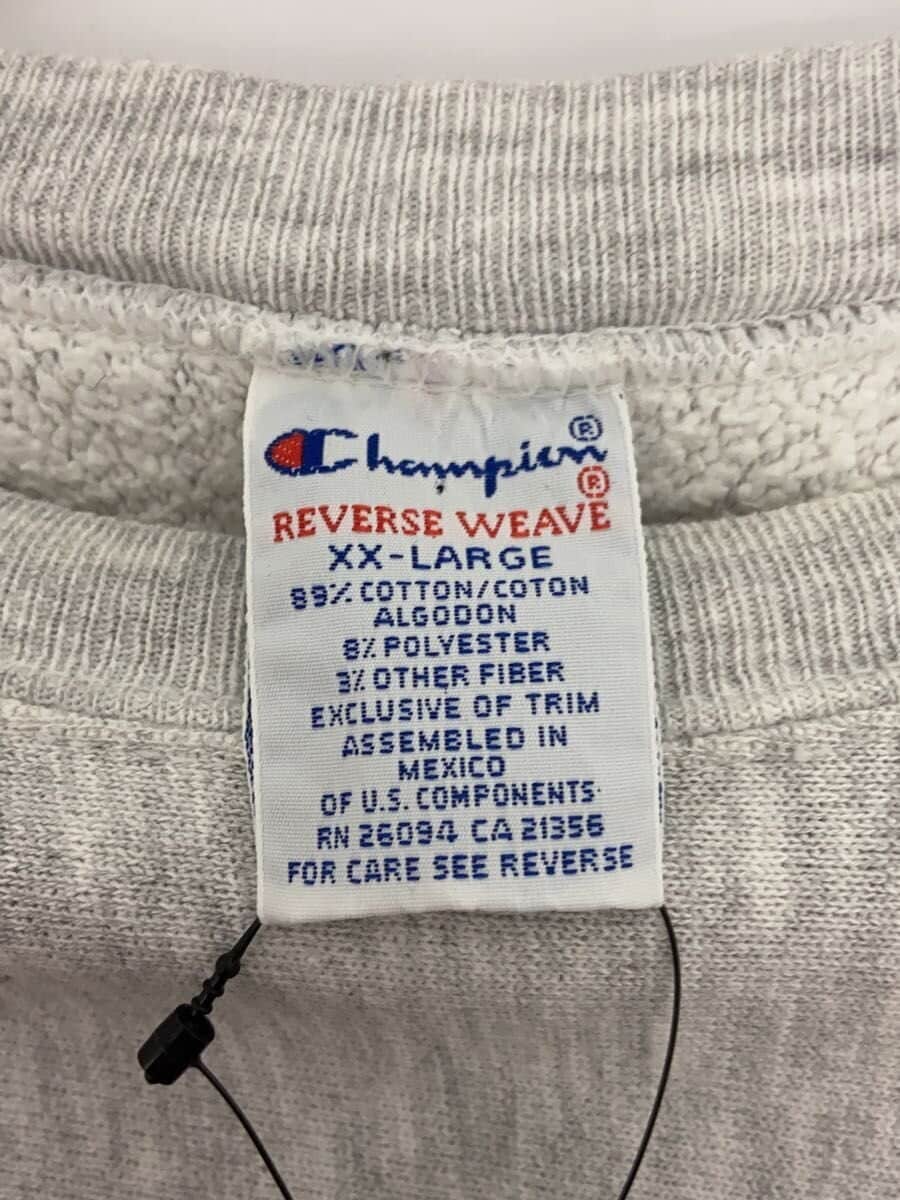 Champion®
REVERSE WEAVE®
XX-LARGE
89% COTTON/COTON
ALGODON
8% POLYESTER
3% OTHER FIBER
EXCLUSIVE OF TRIM
ASSEMBLED IN
MEXICO
OF U.S. COMPONENTS
RN 26094 CA 21356
FOR CARE SEE REVERSE